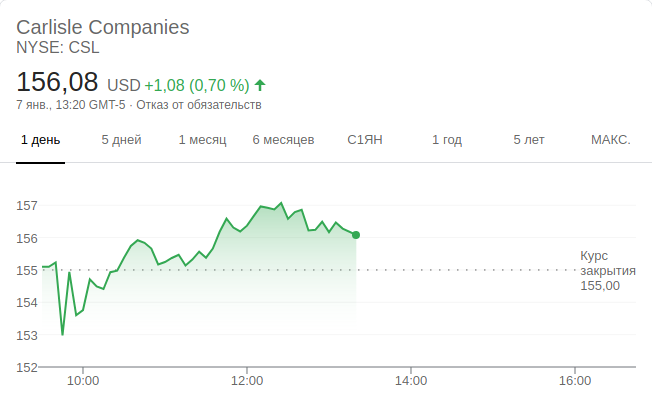 Carlisle Companies
NYSE: CSL
156,08 USD +1,08 (0,70 %)
7 янв., 13:20 GMT-5 · Отказ от обязательств
1 день 5 дней 1 месяц 6 месяцев С1ЯН 1 год 5 лет МАКС.
157
156
155
154
153
152
Курс
закрытия
155,00
10:00 12:00 14:00 16:00